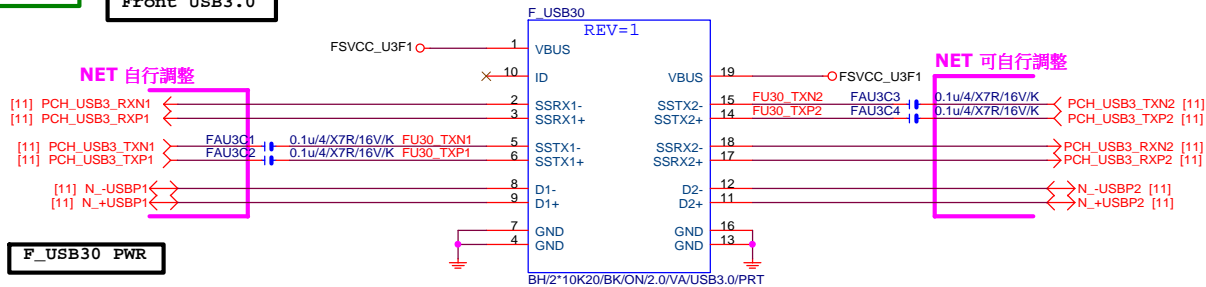 Front USB3.0
F_USB30
REV=1
FSVCC_U3F1 1 VBUS
NET 自行調整
NET 可自行調整
10 ID
VBUS 19 FSVCC_U3F1
[11] PCH_USB3_RXN1 2 SSRX1-
[11] PCH_USB3_RXP1 3 SSRX1+
SSTX2- 15 FU30_TXN2 FAU3C3 0.1u/4/X7R/16V/K PCH_USB3_TXN2 [11]
SSTX2+ 14 FU30_TXP2 FAU3C4 0.1u/4/X7R/16V/K PCH_USB3_TXP2 [11]
[11] PCH_USB3_TXN1 FAU3C1 0.1u/4/X7R/16V/K FU30_TXN1 5 SSTX1-
[11] PCH_USB3_TXP1 FAU3C2 0.1u/4/X7R/16V/K FU30_TXP1 6 SSTX1+
SSRX2- 18 PCH_USB3_RXN2 [11]
SSRX2+ 17 PCH_USB3_RXP2 [11]
[11] N_-USBP1 8 D1-
[11] N_+USBP1 9 D1+
D2- 12 N_-USBP2 [11]
D2+ 11 N_+USBP2 [11]
7 GND
4 GND
GND 16
GND 13
F_USB30 PWR
BH/2*10K20/BK/ON/2.0/VA/USB3.0/PRT